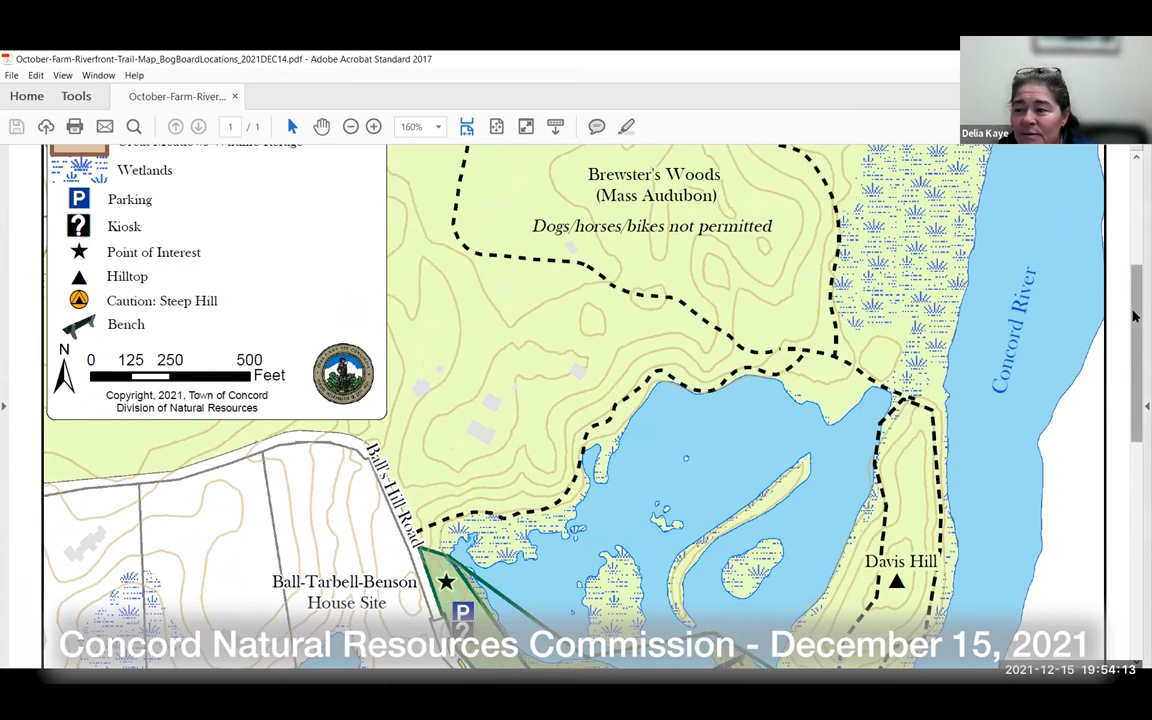 October-Farm-Riverfront-Trail-Map_BogBoardLocations_2021DEC14.pdf - Adobe Acrobat Standard 2017
File Edit View Window Help
Home Tools October-Farm-River... ×
1 / 1 160%
Delia Kaye
Great Meadows Wildlife Refuge
Wetlands
P Parking
? Kiosk
Point of Interest
Hilltop
Caution: Steep Hill
Bench
N
0 125 250 500
Feet
Copyright, 2021, Town of Concord
Division of Natural Resources
Brewster's Woods
(Mass Audubon)
Dogs/horses/bikes not permitted
Concord River
Ball's Hill Road
Davis Hill
Ball-Tarbell-Benson
House Site
P
?
Concord Natural Resources Commission - December 15, 2021
2021-12-15 19:54:13